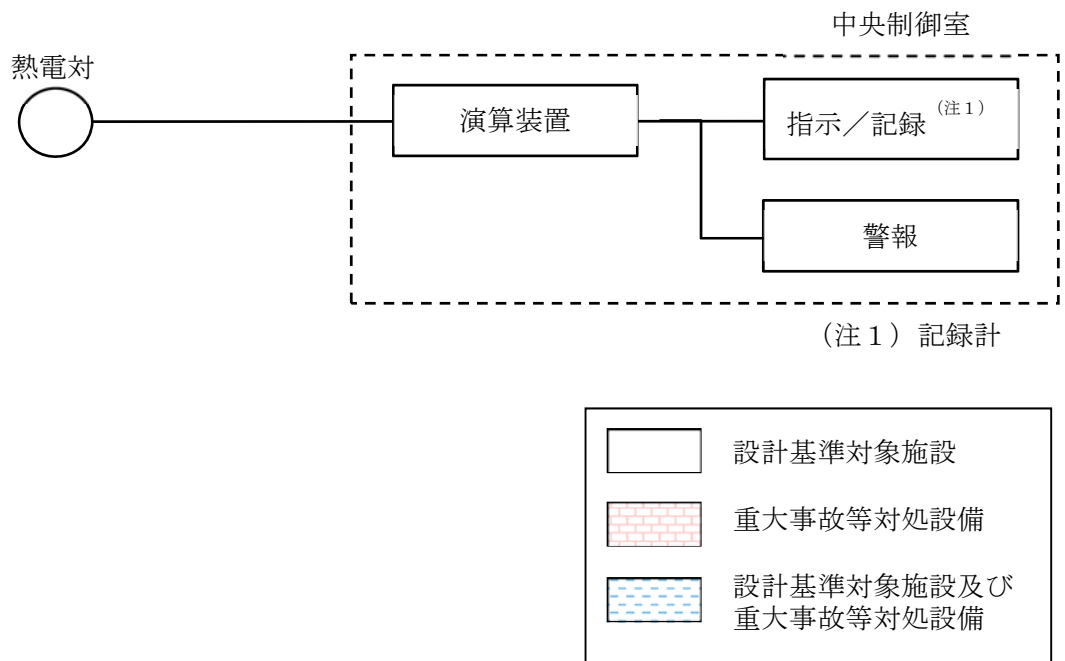 中央制御室
熱電対
演算装置
指示／記録（注１）
警報
（注１）記録計
設計基準対象施設
重大事故等対処設備
設計基準対象施設及び
重大事故等対処設備